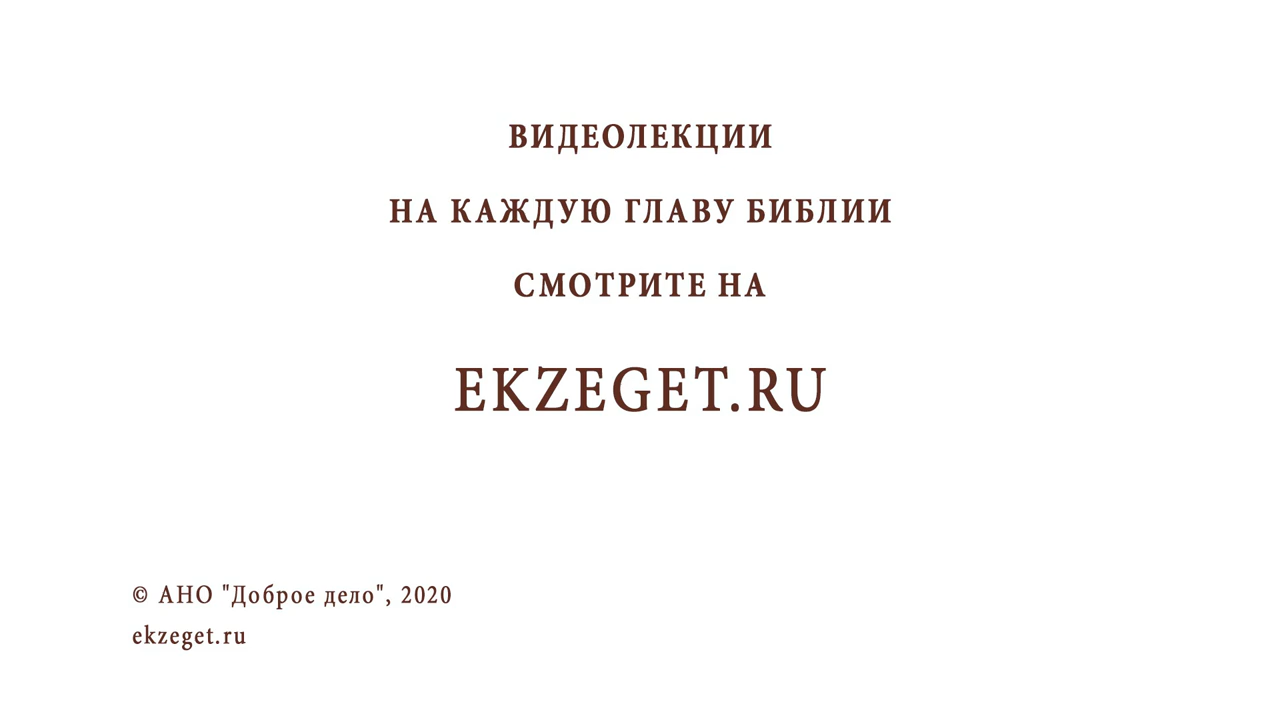 ВИДЕОЛЕКЦИИ
НА КАЖДУЮ ГЛАВУ БИБЛИИ
СМОТРИТЕ НА
EKZEGET.RU
© АНО "Доброе дело", 2020
ekzeget.ru